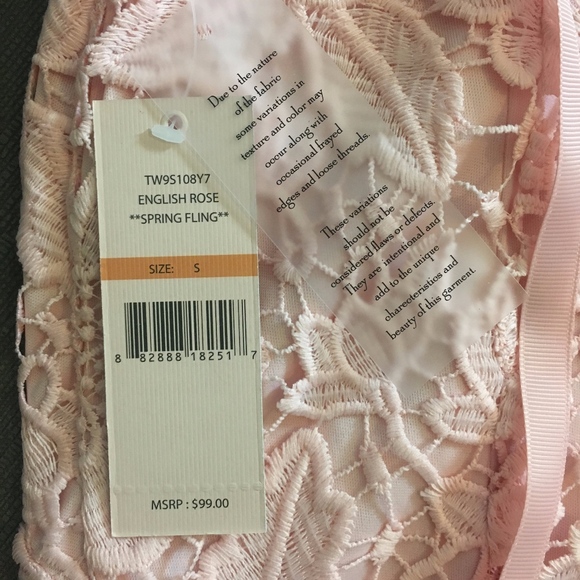 TW9S108Y7
ENGLISH ROSE
**SPRING FLING**
SIZE: S
8 82888 18251 7
MSRP : $99.00
Due to the nature
of the fabric
some variations in
texture and color may
occur along with
occasional frayed
edges and loose threads.
These variations
should not be
considered flaws or defects.
They are intentional and
add to the unique
characteristics and
beauty of this garment.